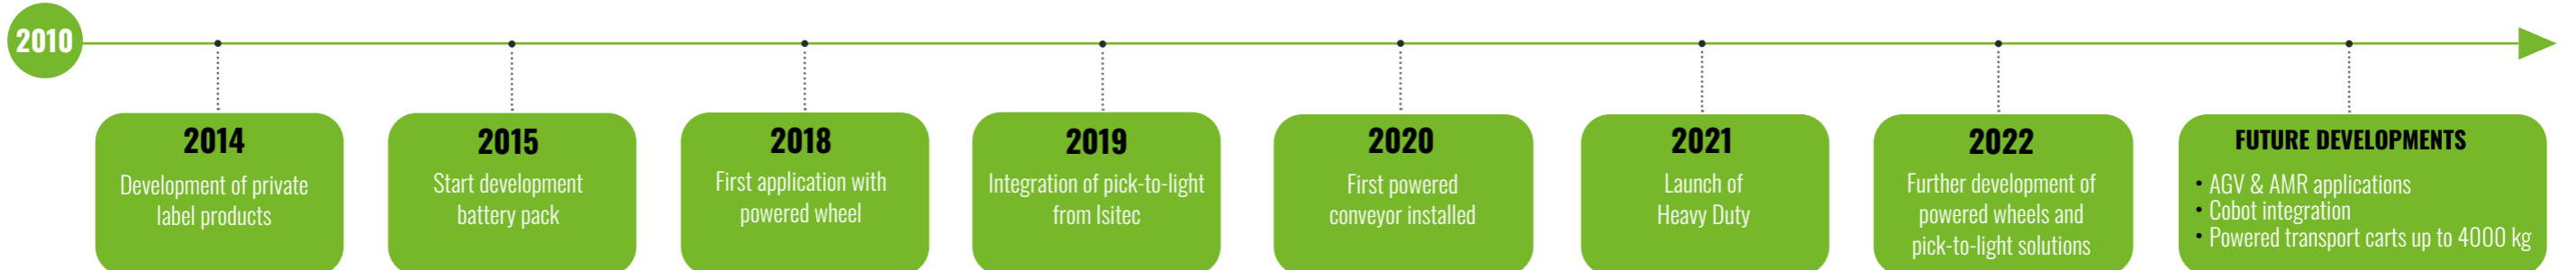 2010
2014
Development of private
label products
2015
Start development
battery pack
2018
First application with
powered wheel
2019
Integration of pick-to-light
from Isitec
2020
First powered
conveyor installed
2021
Launch of
Heavy Duty
2022
Further development of
powered wheels and
pick-to-light solutions
FUTURE DEVELOPMENTS
• AGV & AMR applications
• Cobot integration
• Powered transport carts up to 4000 kg